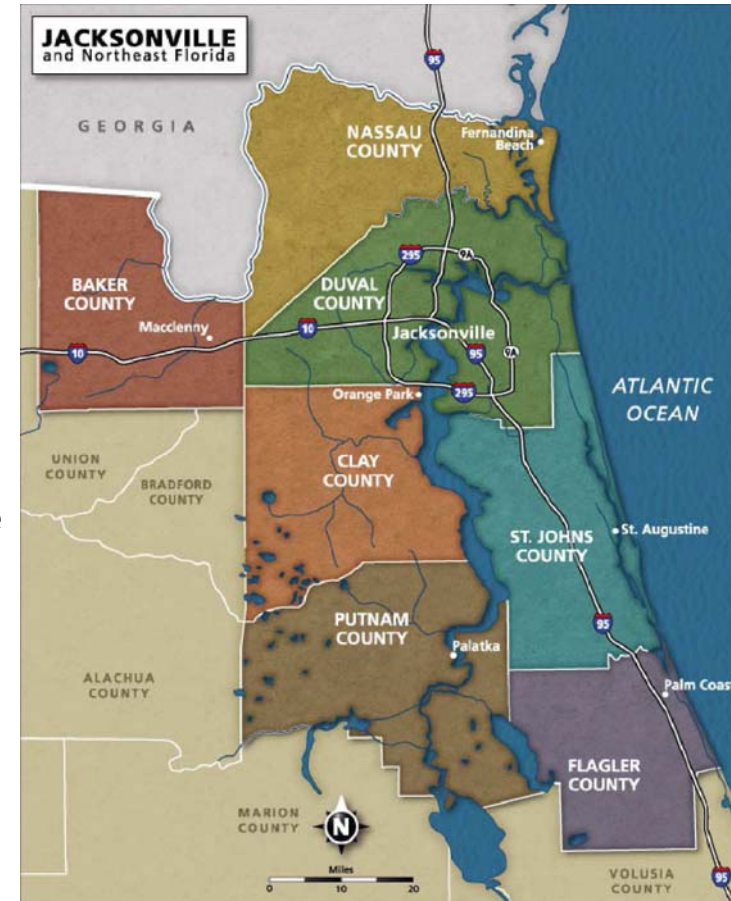 JACKSONVILLE
and Northeast Florida
95
GEORGIA
NASSAU
COUNTY
Fernandina
Beach
295
9A
BAKER
COUNTY
DUVAL
COUNTY
Macclenny
10
10
Jacksonville
95
9A
Orange Park
295
ATLANTIC
OCEAN
UNION
COUNTY
BRADFORD
COUNTY
CLAY
COUNTY
ST. JOHNS
COUNTY
St. Augustine
PUTNAM
COUNTY
95
Palatka
ALACHUA
COUNTY
Palm Coast
FLAGLER
COUNTY
MARION
COUNTY
N
Miles
0 10 20
VOLUSIA
COUNTY
95